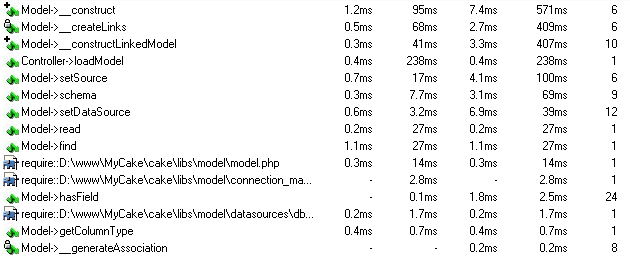 Model->__construct 1.2ms 95ms 7.4ms 571ms 6
Model->__createLinks 0.5ms 68ms 2.7ms 409ms 6
Model->__constructLinkedModel 0.3ms 41ms 3.3ms 407ms 10
Controller->loadModel 0.4ms 238ms 0.4ms 238ms 1
Model->setSource 0.7ms 17ms 4.1ms 100ms 6
Model->schema 0.3ms 7.7ms 3.1ms 69ms 9
Model->setDataSource 0.6ms 3.2ms 6.9ms 39ms 12
Model->read 0.2ms 27ms 0.2ms 27ms 1
Model->find 1.1ms 27ms 1.1ms 27ms 1
require::D:\www\MyCake\cake\libs\model\model.php 0.3ms 14ms 0.3ms 14ms 1
require::D:\www\MyCake\cake\libs\model\connection_ma... - 2.8ms - 2.8ms 1
Model->hasField - 0.1ms 1.8ms 2.5ms 24
require::D:\www\MyCake\cake\libs\model\datasources\db... 0.2ms 1.7ms 0.2ms 1.7ms 1
Model->getColumnType 0.4ms 0.7ms 0.4ms 0.7ms 1
Model->__generateAssociation - - 0.2ms 0.2ms 8